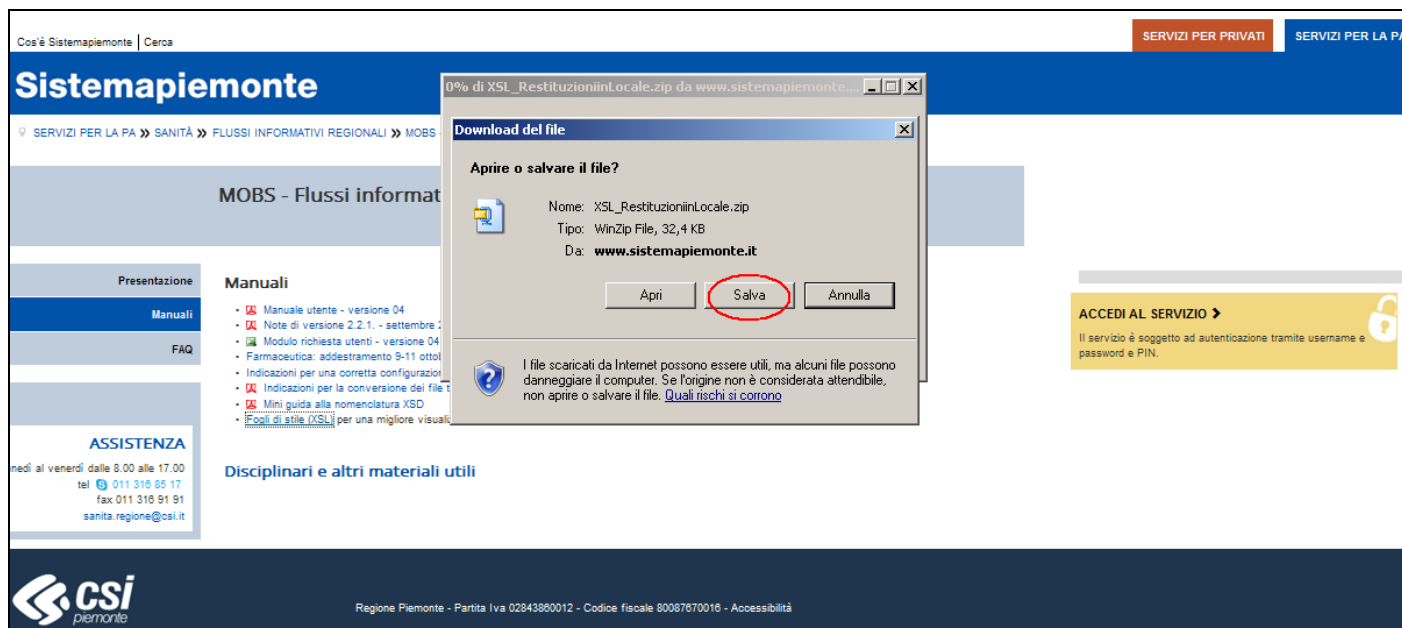 Cos'è Sistemapiemonte | Cerca
SERVIZI PER PRIVATI
SERVIZI PER LA PA
Sistemapiemonte
SERVIZI PER LA PA » SANITÀ » FLUSSI INFORMATIVI REGIONALI » MOBS -
0% di XSL_RestituzioniinLocale.zip da www.sistemapiemonte....
Download del file
Aprire o salvare il file?
Nome: XSL_RestituzioniinLocale.zip
Tipo: WinZip File, 32,4 KB
Da: www.sistemapiemonte.it
Apri
Salva
Annulla
I file scaricati da Internet possono essere utili, ma alcuni file possono
danneggiare il computer. Se l'origine non è considerata attendibile,
non aprire o salvare il file. Quali rischi si corrono
MOBS - Flussi informat
Presentazione
Manuali
FAQ
Manuali
Manuale utente - versione 04
Note di versione 2.2.1. - settembre
Modulo richiesta utenti - versione 04
Farmaceutica: addestramento 9-11 ottol
Indicazioni per una corretta configurazion
Indicazioni per la conversione dei file t
Mini guida alla nomenclatura XSD
Fogli di stile (XSL) per una migliore visuali
Disciplinari e altri materiali utili
ACCEDI AL SERVIZIO
Il servizio è soggetto ad autenticazione tramite username e
password e PIN.
ASSISTENZA
nedì al venerdì dalle 8.00 alle 17.00
tel 011 316 85 17
fax 011 316 91 91
sanita.regione@csi.it
csi
piemonte
Regione Piemonte - Partita Iva 02843860012 - Codice fiscale 80087670016 - Accessibilità